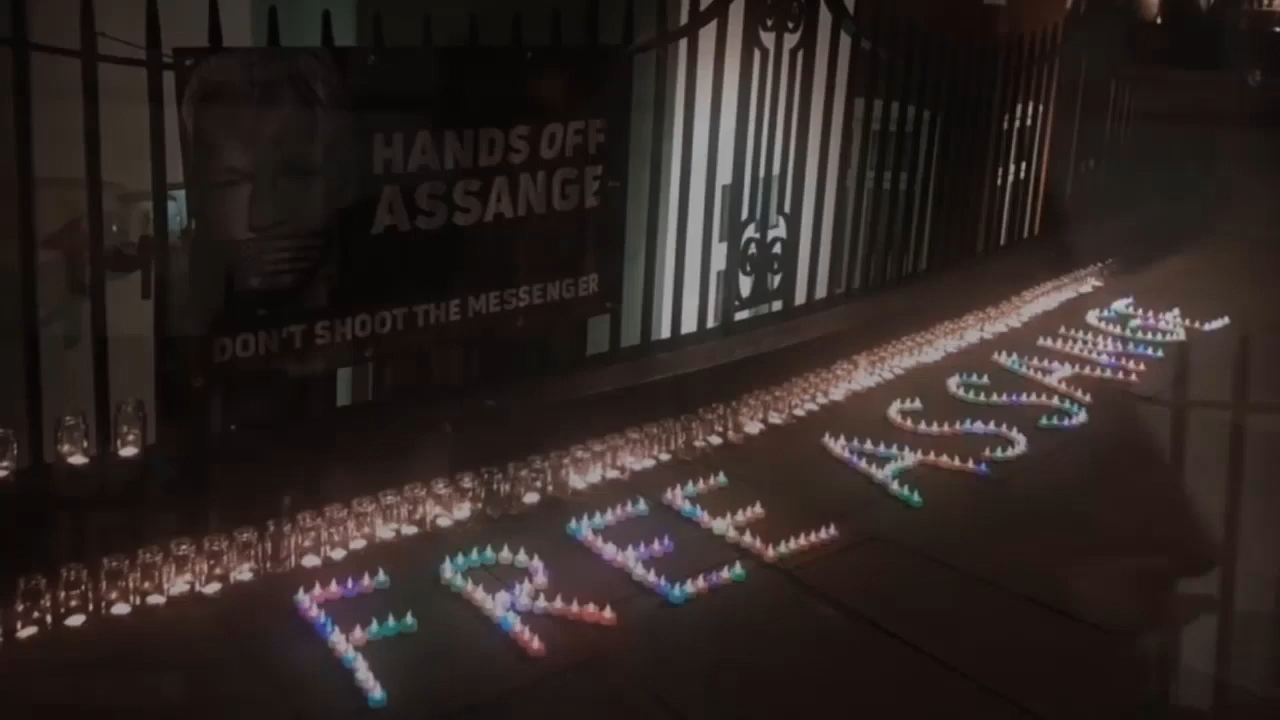 HANDS OFF
ASSANGE
DON'T SHOOT THE MESSENGER
FREE ASSANGE